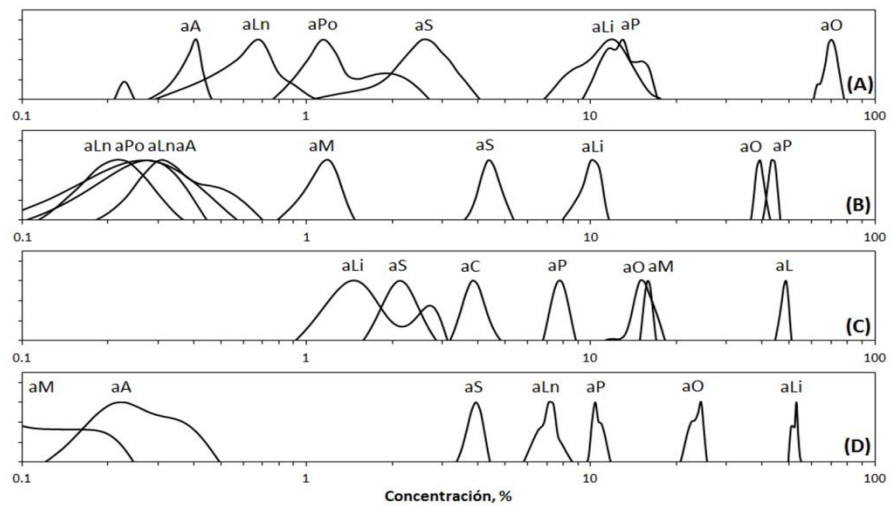 aA aLn aPo aS aLi aP aO
(A)
0.1 1 10 100
aLn aPo aLnaA aM aS aLi aO aP
(B)
0.1 1 10 100
aLi aS aC aP aO aM aL
(C)
0.1 1 10 100
aM aA aS aLn aP aO aLi
(D)
0.1 1 10 100
Concentración, %